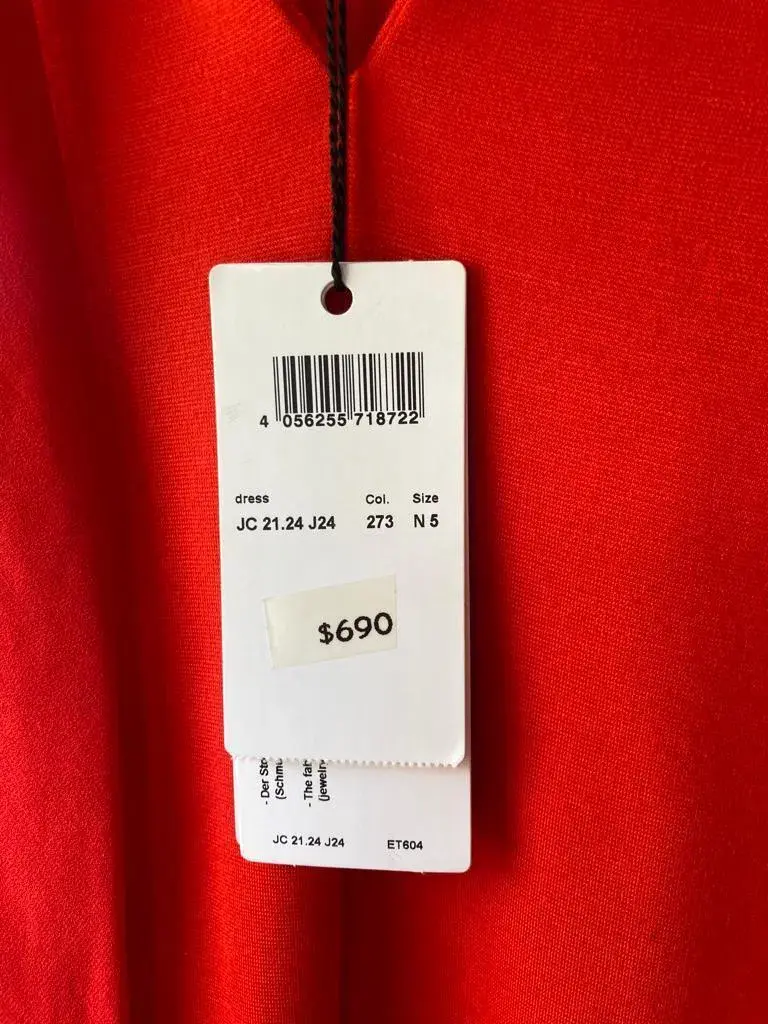 4 056255 718722
dress Col. Size
JC 21.24 J24 273 N 5
$690
- Der
(Schm
- The
JC 21.24 J24 ET604